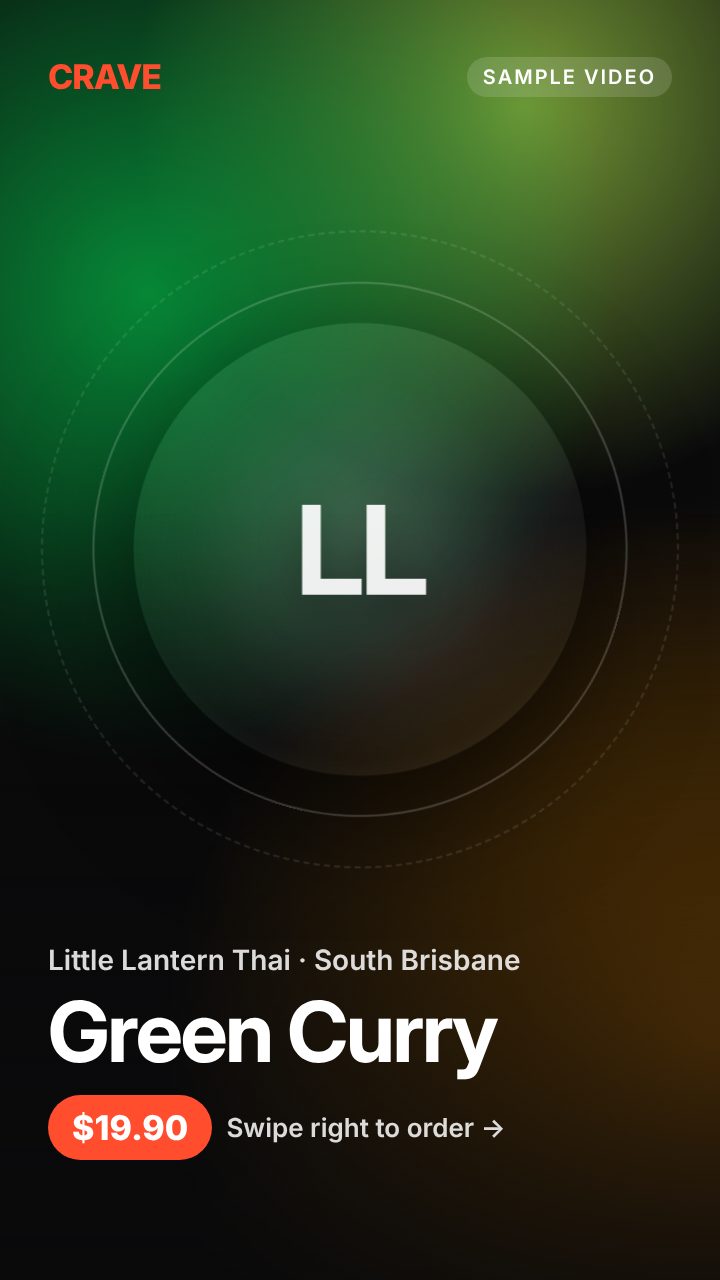 CRAVE
SAMPLE VIDEO
LL
Little Lantern Thai · South Brisbane
Green Curry
$19.90
Swipe right to order →